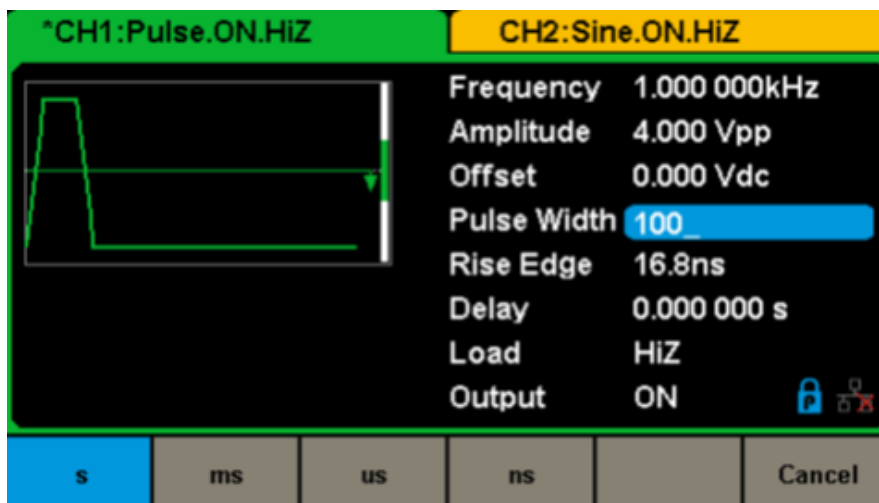 *CH1:Pulse.ON.HiZ CH2:Sine.ON.HiZ
Frequency 1.000 000kHz
Amplitude 4.000 Vpp
Offset 0.000 Vdc
Pulse Width 100_
Rise Edge 16.8ns
Delay 0.000 000 s
Load HiZ
Output ON P
s ms us ns Cancel